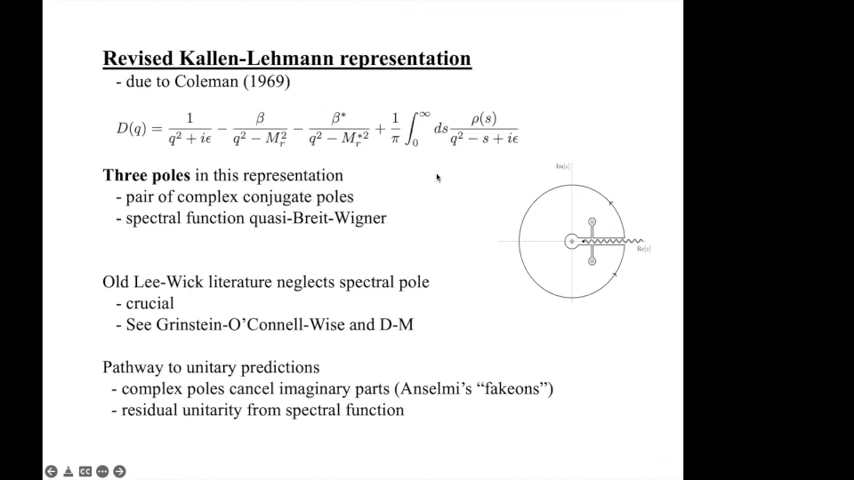 Revised Kallen-Lehmann representation
- due to Coleman (1969)
D(q) = 1/(q² + iϵ) − β/(q² − M_r²) − β*/(q² − M_r*²) + (1/π) ∫₀^∞ ds ρ(s)/(q² − s + iϵ)
Im[s]
Three poles in this representation
- pair of complex conjugate poles
- spectral function quasi-Breit-Wigner
Re[s]
Old Lee-Wick literature neglects spectral pole
- crucial
- See Grinstein-O'Connell-Wise and D-M
Pathway to unitary predictions
- complex poles cancel imaginary parts (Anselmi's “fakeons”)
- residual unitarity from spectral function
CC